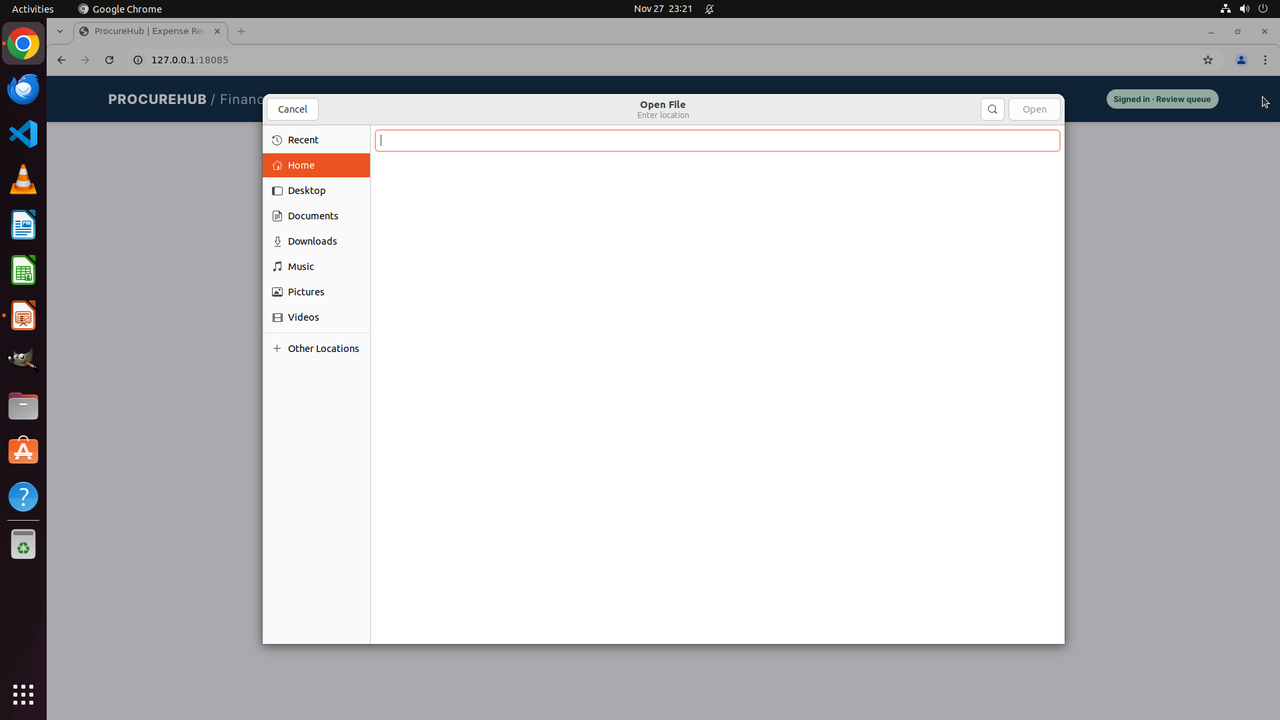 Activities
Google Chrome
Nov 27 23:21
ProcureHub | Expense Re
127.0.0.1:18085
PROCUREHUB / Financ
Signed in · Review queue
Cancel
Open File
Enter location
Open
Recent
Home
Desktop
Documents
Downloads
Music
Pictures
Videos
Other Locations